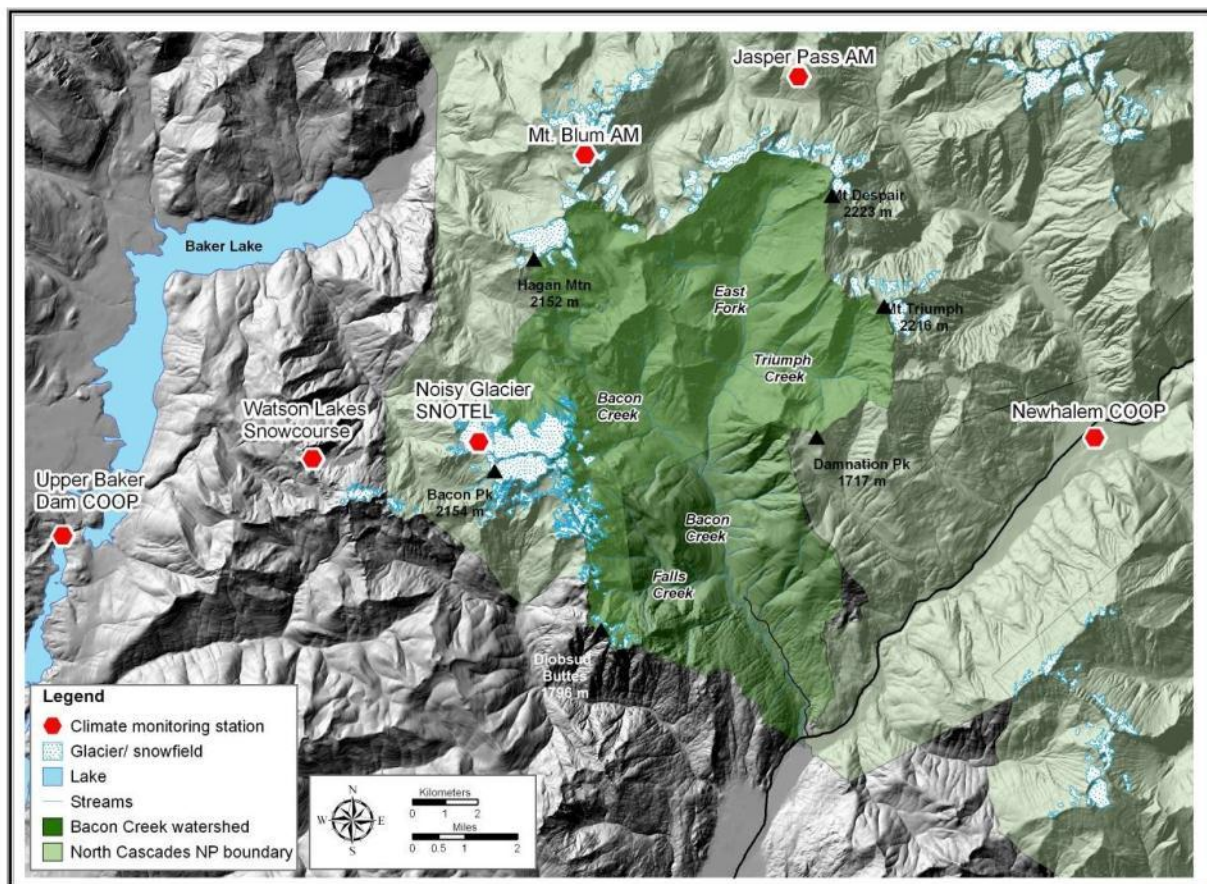 Jasper Pass AM
Mt. Blum AM
Mt Despair
2223 m
Baker Lake
Hagan Mtn
2152 m
East
Fork
Mt Triumph
2216 m
Triumph
Creek
Noisy Glacier
SNOTEL
Bacon
Creek
Watson Lakes
Snowcourse
Newhalem COOP
Damnation Pk
1717 m
Upper Baker
Dam COOP
Bacon Pk
2154 m
Bacon
Creek
Falls
Creek
Diobsud
Buttes
1796 m
Legend
Climate monitoring station
Glacier/ snowfield
Lake
Streams
Bacon Creek watershed
North Cascades NP boundary
N
W E
S
Kilometers
0 1 2
Miles
0 0.5 1 2